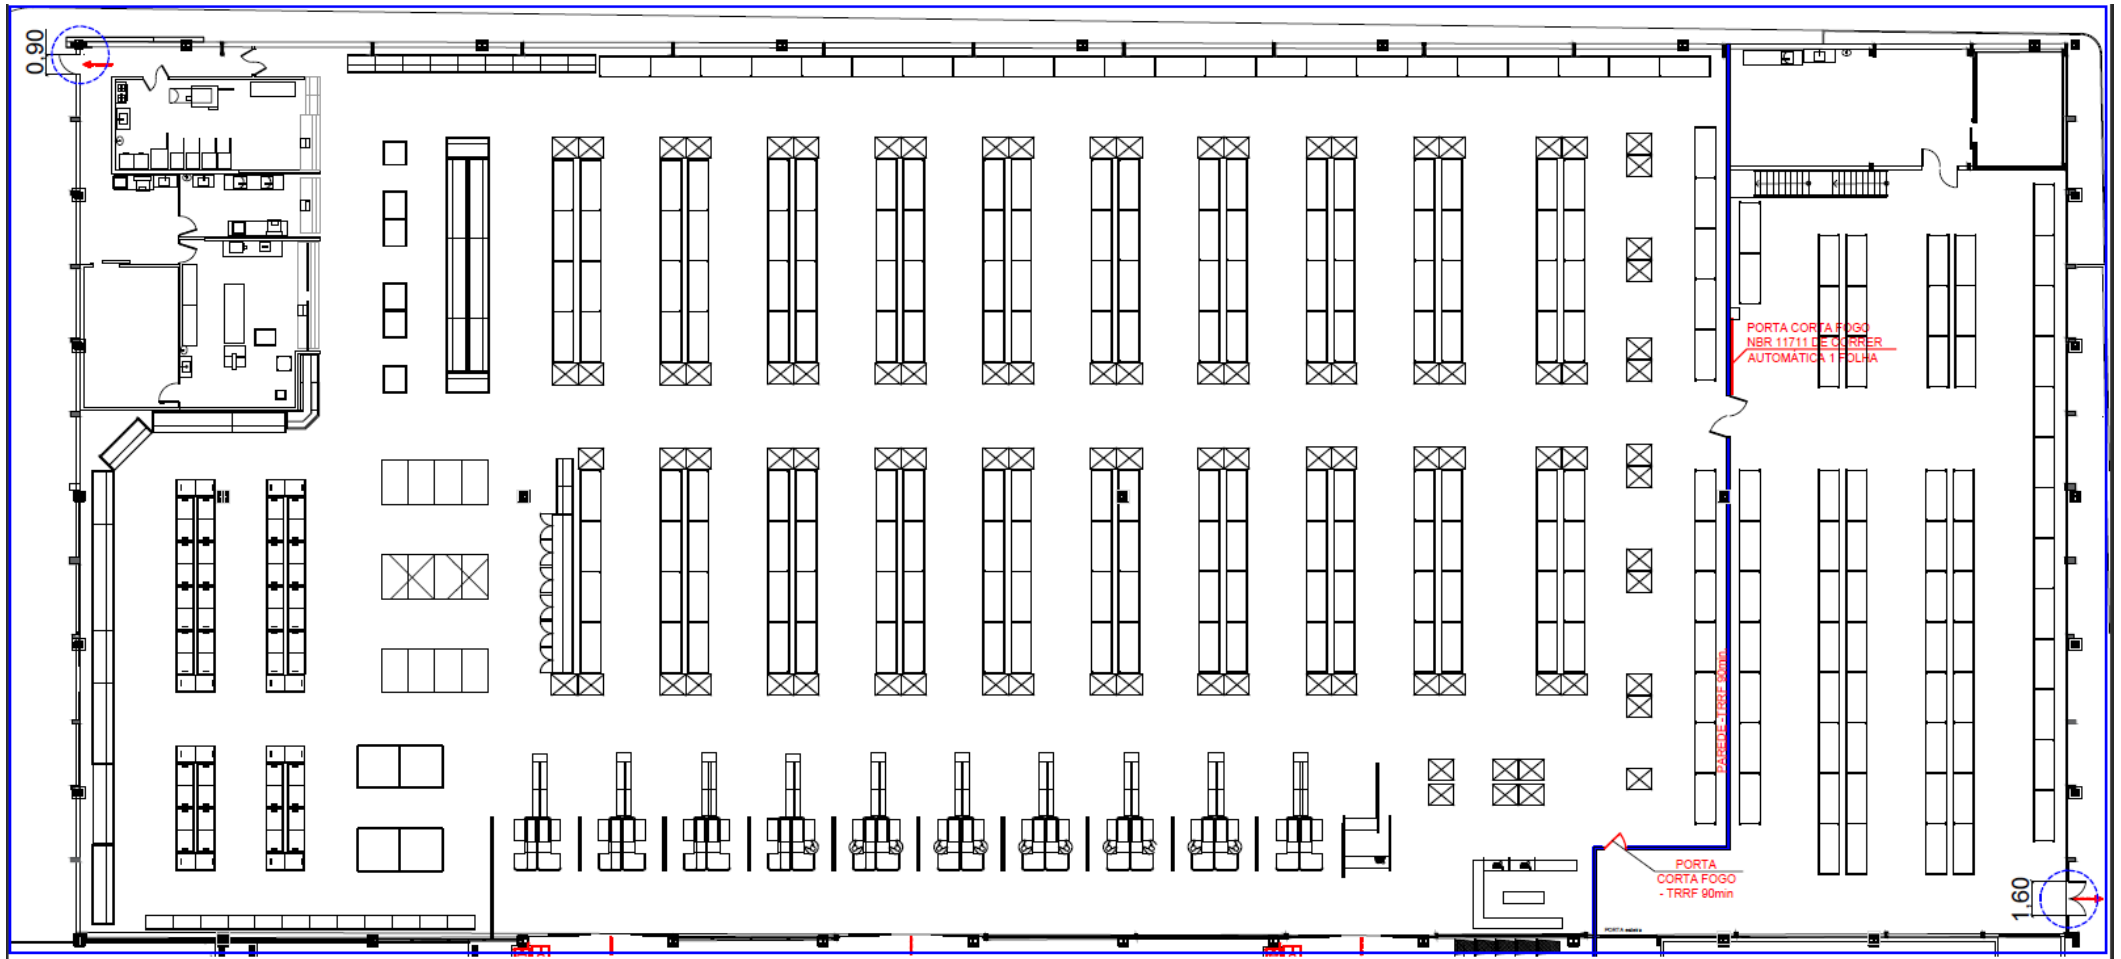 0,90
PORTA CORTA FOGO
NBR 11711 DE CORRER
AUTOMÁTICA 1 FOLHA
PAREDE -TRRF 90min
PORTA
CORTA FOGO
- TRRF 90min
1,60
PORTA